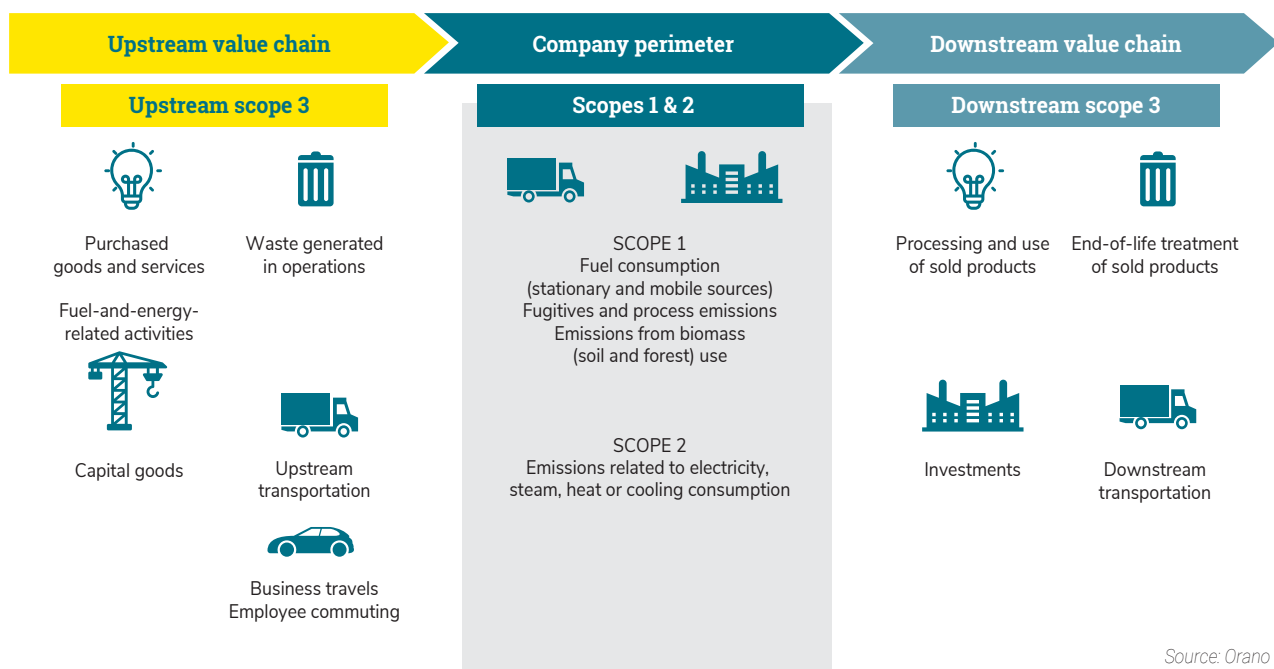 Upstream value chain
Company perimeter
Downstream value chain
Upstream scope 3
Scopes 1 & 2
Downstream scope 3
Purchased
goods and services
Waste generated
in operations
Fuel-and-energy-
related activities
Capital goods
Upstream
transportation
Business travels
Employee commuting
SCOPE 1
Fuel consumption
(stationary and mobile sources)
Fugitives and process emissions
Emissions from biomass
(soil and forest) use
SCOPE 2
Emissions related to electricity,
steam, heat or cooling consumption
Processing and use
of sold products
End-of-life treatment
of sold products
Investments
Downstream
transportation
Source: Orano